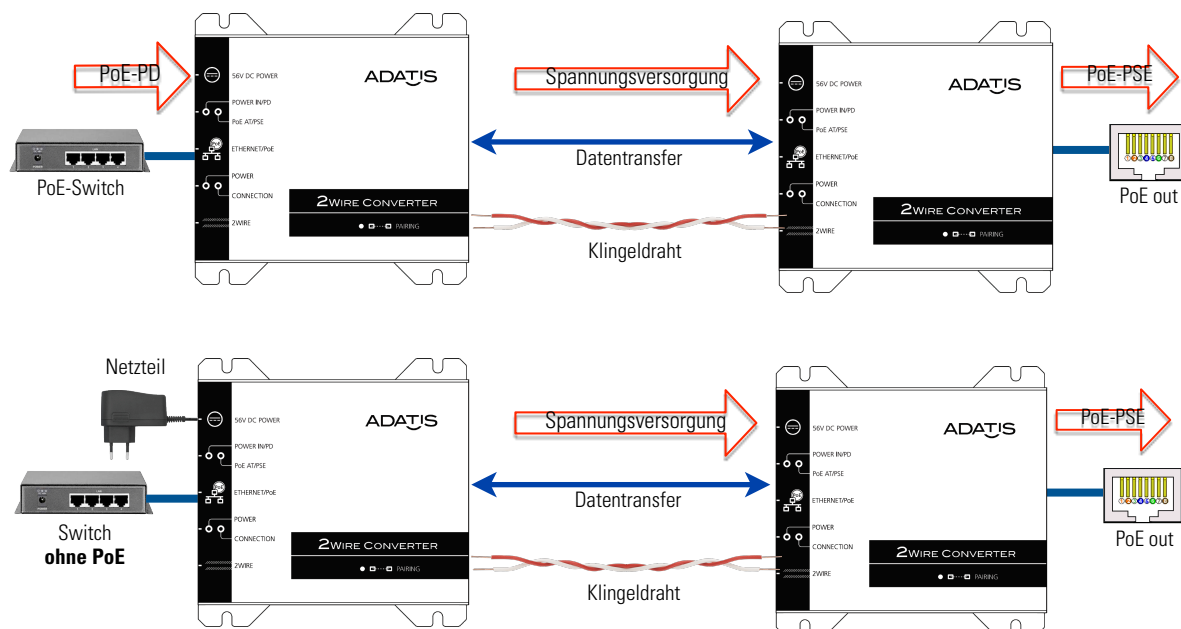 PoE-PD
Spannungsversorgung
PoE-PSE
56V DC POWER
POWER IN/PD
PoE AT/PSE
ETHERNET/PoE
POWER
CONNECTION
2WIRE
ADATIS
2WIRE CONVERTER
PAIRING
PoE-Switch
Datentransfer
Klingeldraht
56V DC POWER
POWER IN/PD
PoE AT/PSE
ETHERNET/PoE
POWER
CONNECTION
2WIRE
ADATIS
2WIRE CONVERTER
PAIRING
PoE out
Netzteil
Switch
ohne PoE
56V DC POWER
POWER IN/PD
PoE AT/PSE
ETHERNET/PoE
POWER
CONNECTION
2WIRE
ADATIS
2WIRE CONVERTER
PAIRING
Spannungsversorgung
Datentransfer
Klingeldraht
56V DC POWER
POWER IN/PD
PoE AT/PSE
ETHERNET/PoE
POWER
CONNECTION
2WIRE
ADATIS
2WIRE CONVERTER
PAIRING
PoE-PSE
PoE out